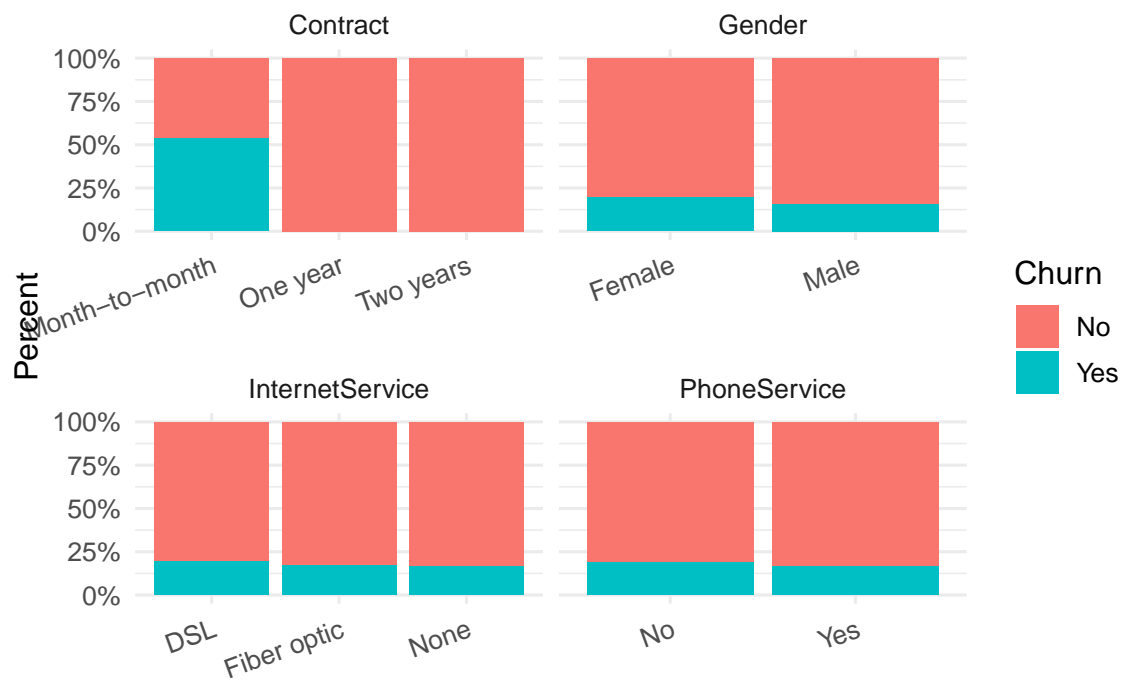 Contract
Gender
100%
75%
50%
25%
0%
Month–to–month
One year
Two years
Female
Male
Percent
InternetService
PhoneService
100%
75%
50%
25%
0%
DSL
Fiber optic
None
No
Yes
Churn
No
Yes